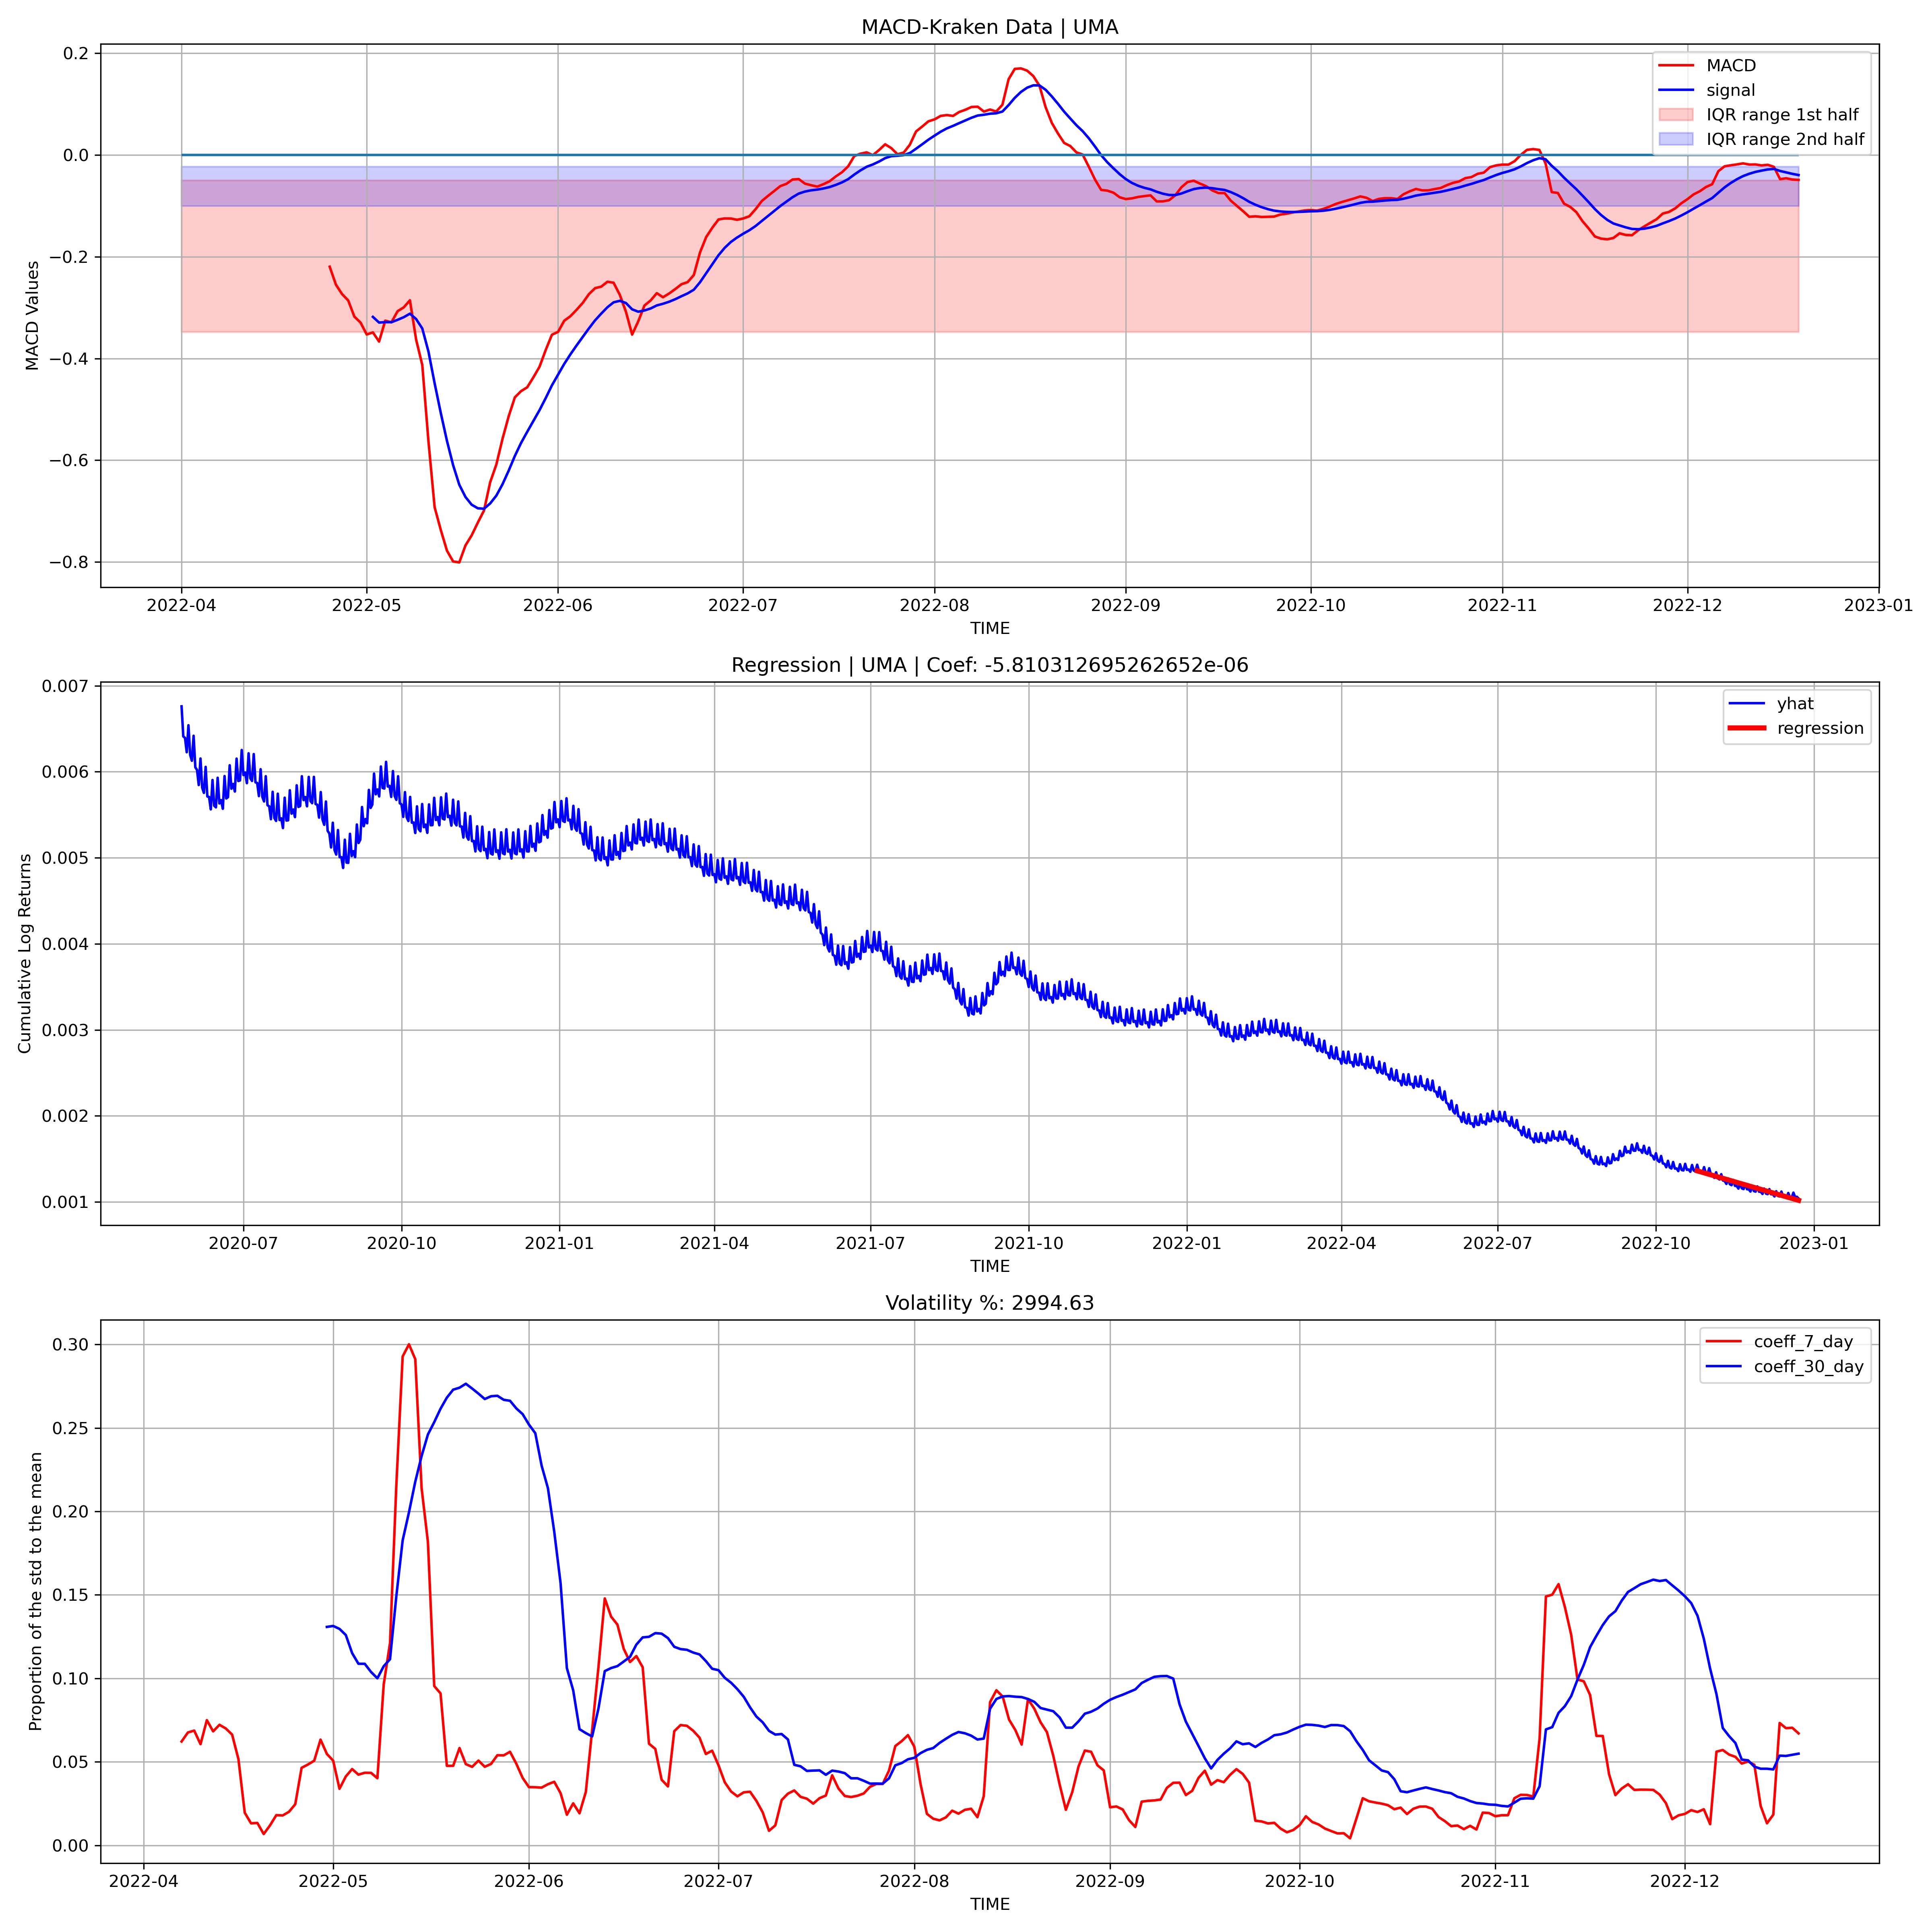 MACD-Kraken Data | UMA
MACD Values
0.2
0.0
−0.2
−0.4
−0.6
−0.8
MACD
signal
IQR range 1st half
IQR range 2nd half
2022-04 2022-05 2022-06 2022-07 2022-08 2022-09 2022-10 2022-11 2022-12 2023-01
TIME
Regression | UMA | Coef: -5.810312695262652e-06
Cumulative Log Returns
0.007
0.006
0.005
0.004
0.003
0.002
0.001
yhat
regression
2020-07 2020-10 2021-01 2021-04 2021-07 2021-10 2022-01 2022-04 2022-07 2022-10 2023-01
TIME
Volatility %: 2994.63
Proportion of the std to the mean
0.30
0.25
0.20
0.15
0.10
0.05
0.00
coeff_7_day
coeff_30_day
2022-04 2022-05 2022-06 2022-07 2022-08 2022-09 2022-10 2022-11 2022-12
TIME